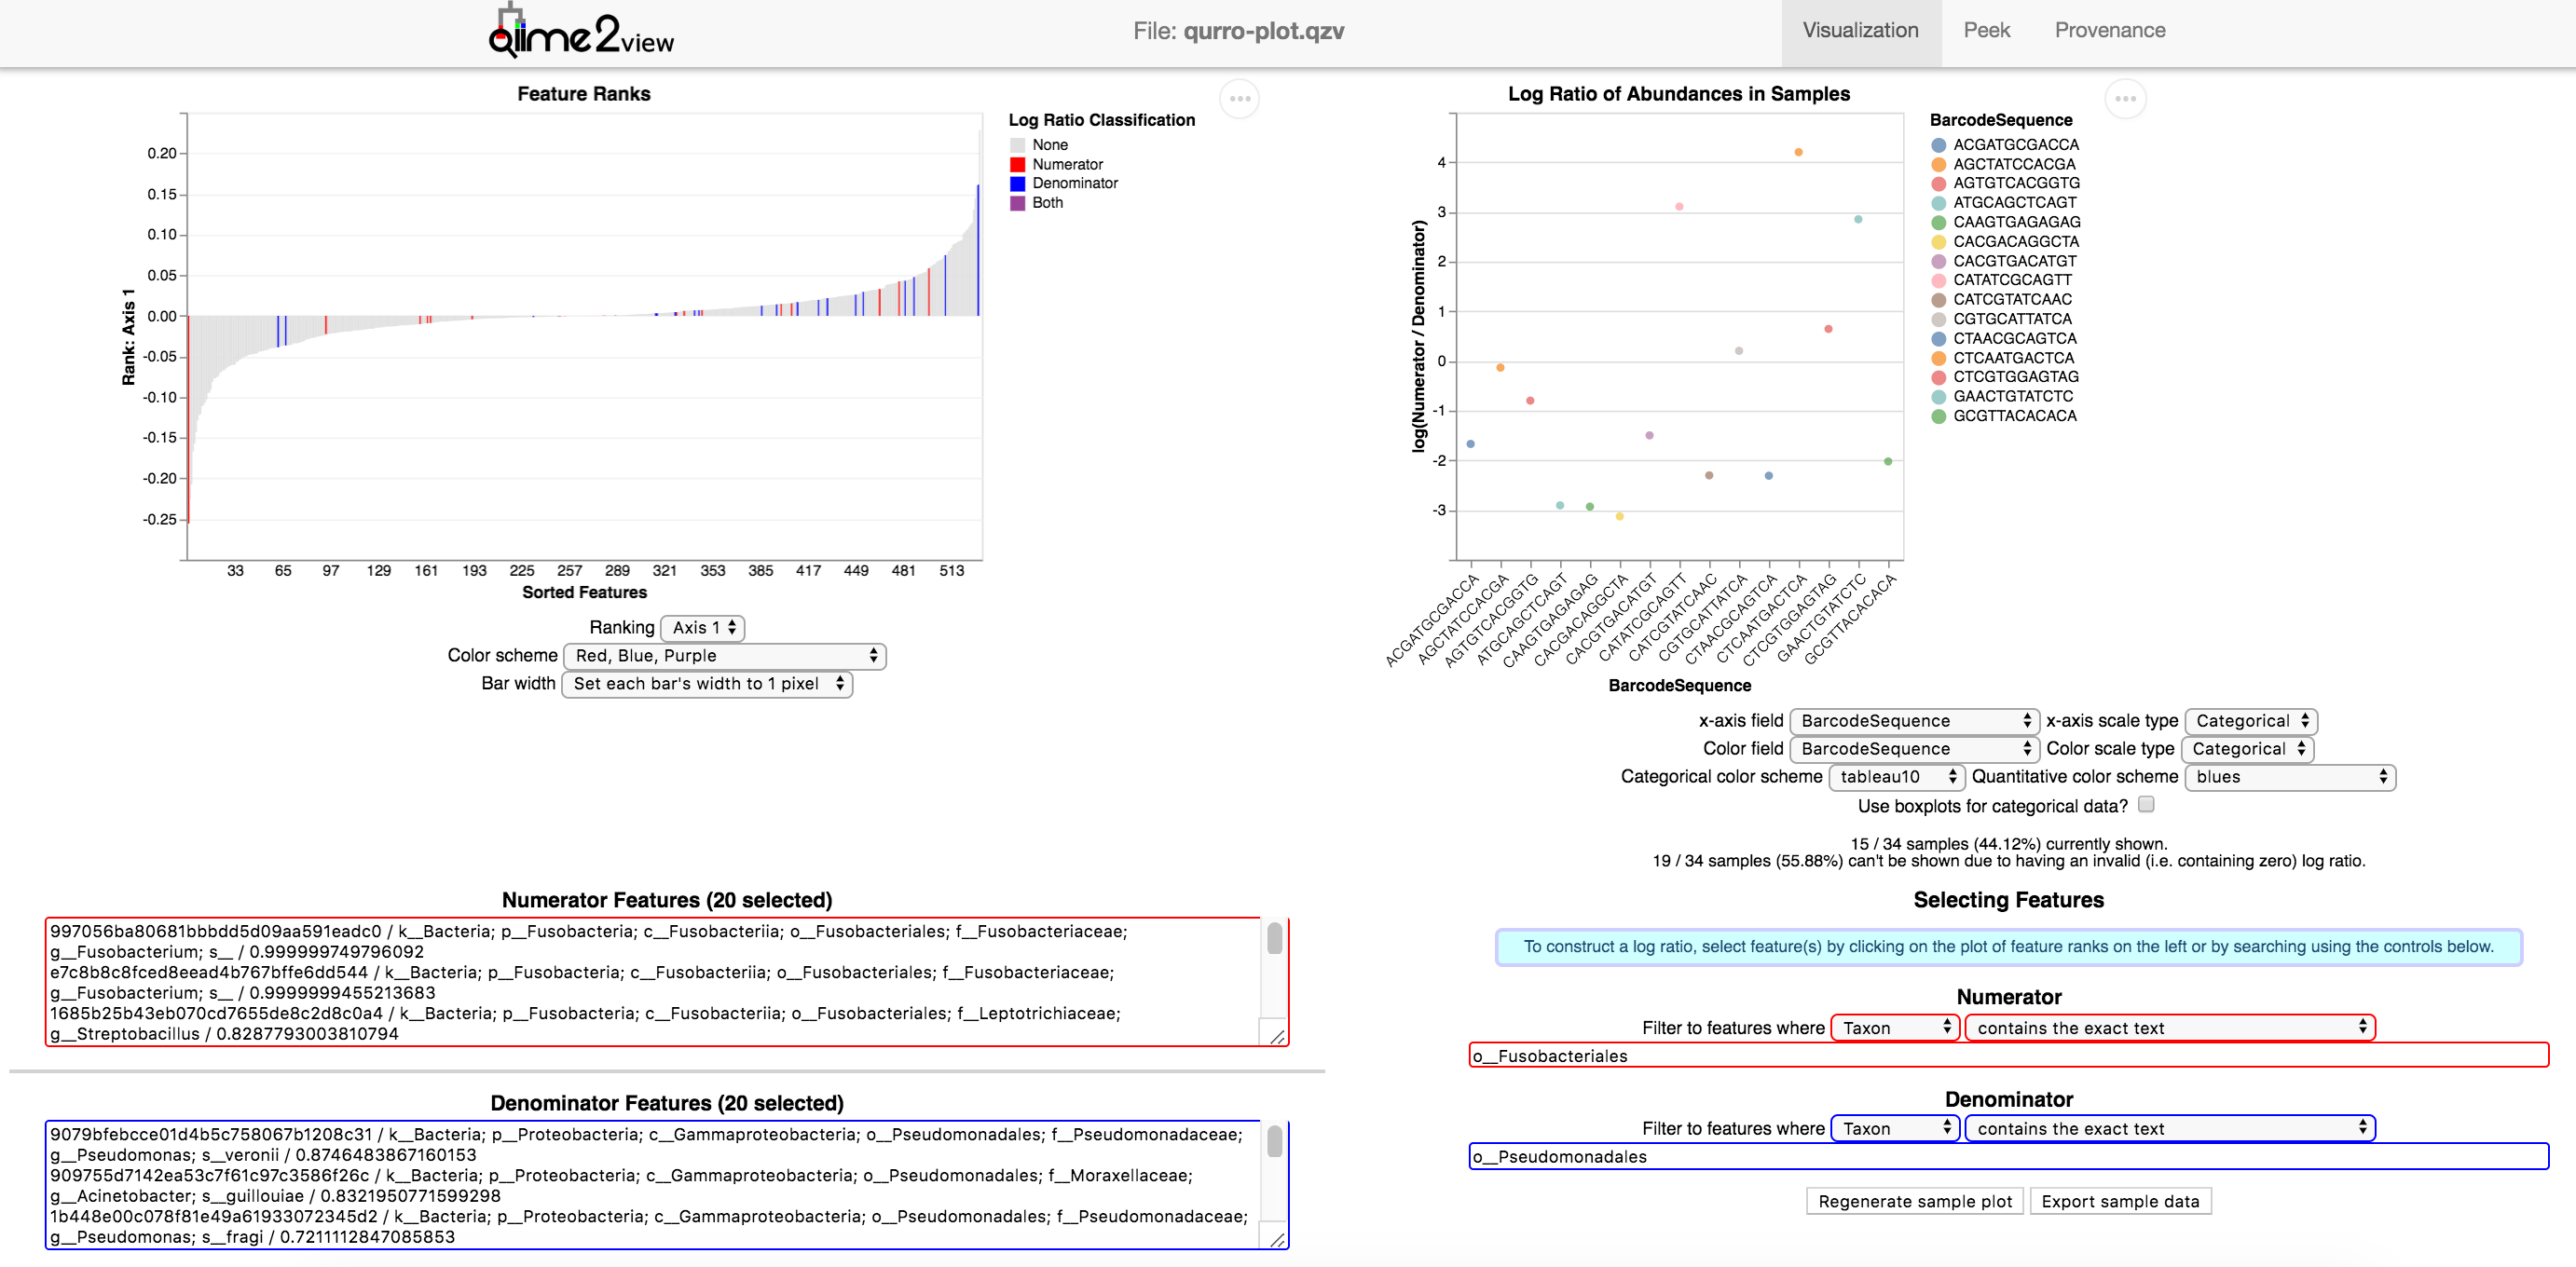 qiime2view
File: qurro-plot.qzv
Visualization
Peek
Provenance
Feature Ranks
0.20
0.15
0.10
0.05
0.00
-0.05
-0.10
-0.15
-0.20
-0.25
Rank: Axis 1
33 65 97 129 161 193 225 257 289 321 353 385 417 449 481 513
Sorted Features
Log Ratio Classification
None
Numerator
Denominator
Both
Ranking Axis 1
Color scheme Red, Blue, Purple
Bar width Set each bar's width to 1 pixel
Log Ratio of Abundances in Samples
4
3
2
1
0
-1
-2
-3
log(Numerator / Denominator)
ACGATGCGACCA
AGCTATCCACGA
AGTGTCACGGTG
ATGCAGCTCAGT
CAAGTGAGAGAG
CACGACAGGCTA
CACGTGACATGT
CATATCGCAGTT
CATCGTATCAAC
CGTGCATTATCA
CTAACGCAGTCA
CTCAATGACTCA
CTCGTGGAGTAG
GAACTGTATCTC
GCGTTACACACA
BarcodeSequence
BarcodeSequence
ACGATGCGACCA
AGCTATCCACGA
AGTGTCACGGTG
ATGCAGCTCAGT
CAAGTGAGAGAG
CACGACAGGCTA
CACGTGACATGT
CATATCGCAGTT
CATCGTATCAAC
CGTGCATTATCA
CTAACGCAGTCA
CTCAATGACTCA
CTCGTGGAGTAG
GAACTGTATCTC
GCGTTACACACA
x-axis field BarcodeSequence x-axis scale type Categorical
Color field BarcodeSequence Color scale type Categorical
Categorical color scheme tableau10 Quantitative color scheme blues
Use boxplots for categorical data?
15 / 34 samples (44.12%) currently shown.
19 / 34 samples (55.88%) can't be shown due to having an invalid (i.e. containing zero) log ratio.
Numerator Features (20 selected)
997056ba80681bbbdd5d09aa591eadc0 / k__Bacteria; p__Fusobacteria; c__Fusobacteriia; o__Fusobacteriales; f__Fusobacteriaceae;
g__Fusobacterium; s__ / 0.999999749796092
e7c8b8c8fced8eead4b767bffe6dd544 / k__Bacteria; p__Fusobacteria; c__Fusobacteriia; o__Fusobacteriales; f__Fusobacteriaceae;
g__Fusobacterium; s__ / 0.9999999455213683
1685b25b43eb070cd7655de8c2d8c0a4 / k__Bacteria; p__Fusobacteria; c__Fusobacteriia; o__Fusobacteriales; f__Leptotrichiaceae;
g__Streptobacillus / 0.8287793003810794
Denominator Features (20 selected)
9079bfebcce01d4b5c758067b1208c31 / k__Bacteria; p__Proteobacteria; c__Gammaproteobacteria; o__Pseudomonadales; f__Pseudomonadaceae;
g__Pseudomonas; s__veronii / 0.8746483867160153
909755d7142ea53c7f61c97c3586f26c / k__Bacteria; p__Proteobacteria; c__Gammaproteobacteria; o__Pseudomonadales; f__Moraxellaceae;
g__Acinetobacter; s__guillouiae / 0.8321950771599298
1b448e00c078f81e49a61933072345d2 / k__Bacteria; p__Proteobacteria; c__Gammaproteobacteria; o__Pseudomonadales; f__Pseudomonadaceae;
g__Pseudomonas; s__fragi / 0.7211112847085853
Selecting Features
To construct a log ratio, select feature(s) by clicking on the plot of feature ranks on the left or by searching using the controls below.
Numerator
Filter to features where Taxon contains the exact text
o__Fusobacteriales
Denominator
Filter to features where Taxon contains the exact text
o__Pseudomonadales
Regenerate sample plot Export sample data